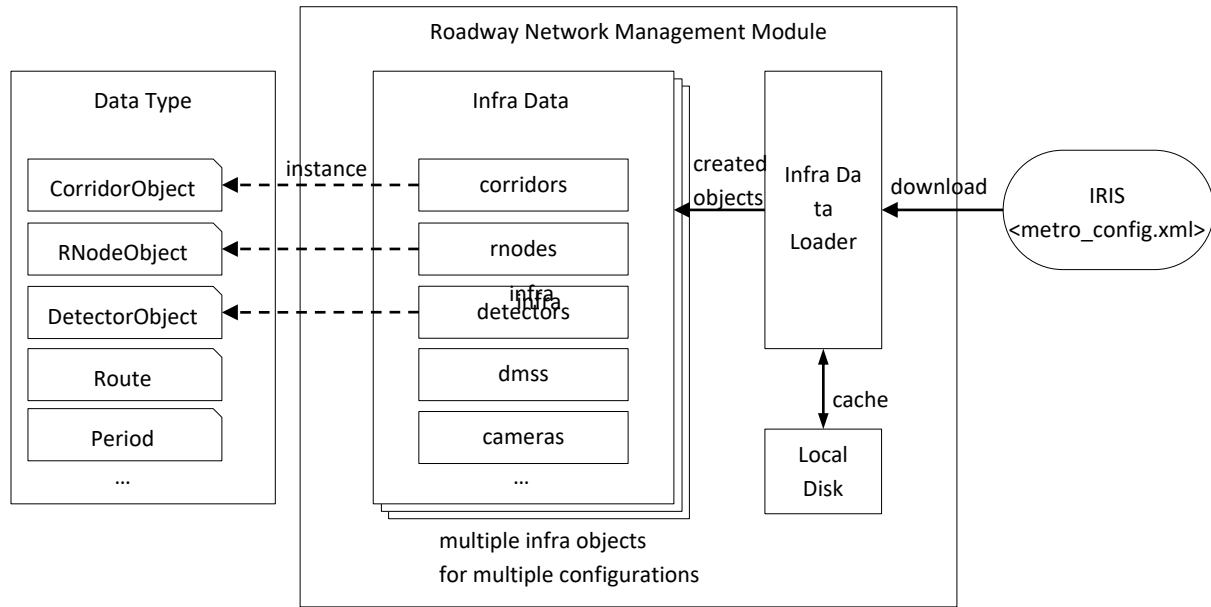 Roadway Network Management Module
Data Type
CorridorObject
RNodeObject
DetectorObject
Route
Period
...
instance
Infra Data
corridors
rnodes
infra
infra
detectors
dmss
cameras
...
multiple infra objects
for multiple configurations
created
objects
Infra Da
ta
Loader
cache
Local
Disk
download
IRIS
<metro_config.xml>